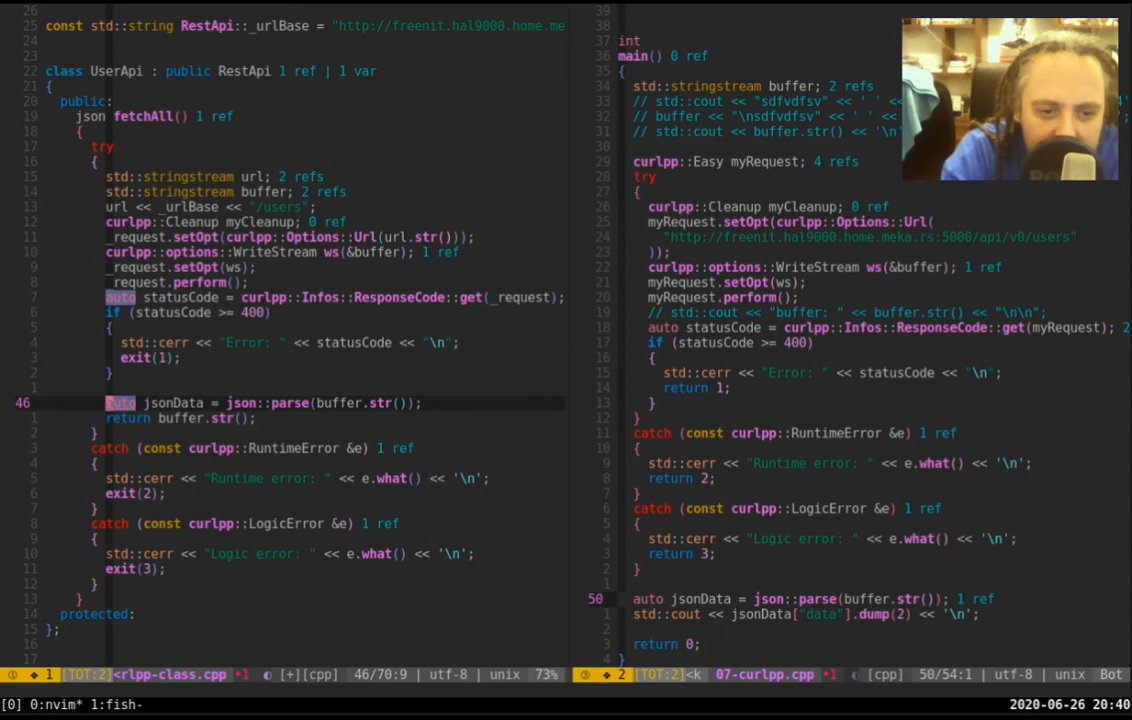 26
25 const std::string RestApi::_urlBase = "http://freenit.hal9000.home.me
24
23
22 class UserApi : public RestApi 1 ref | 1 var
21 {
20 public:
19 json fetchAll() 1 ref
18 {
17 try
16 {
15 std::stringstream url; 2 refs
14 std::stringstream buffer; 2 refs
13 url << _urlBase << "/users";
12 curlpp::Cleanup myCleanup; 0 ref
11 _request.setOpt(curlpp::Options::Url(url.str()));
10 curlpp::options::WriteStream ws(&buffer); 1 ref
9 _request.setOpt(ws);
8 _request.perform();
7 auto statusCode = curlpp::Infos::ResponseCode::get(_request);
6 if (statusCode >= 400)
5 {
4 std::cerr << "Error: " << statusCode << "\n";
3 exit(1);
2 }
1
46 auto jsonData = json::parse(buffer.str());
1 return buffer.str();
2 }
3 catch (const curlpp::RuntimeError &e) 1 ref
4 {
5 std::cerr << "Runtime error: " << e.what() << '\n';
6 exit(2);
7 }
8 catch (const curlpp::LogicError &e) 1 ref
9 {
10 std::cerr << "Logic error: " << e.what() << '\n';
11 exit(3);
12 }
13 }
14 protected:
15 };
16
17
39
38
37 int
36 main() 0 ref
35 {
34 std::stringstream buffer; 2 refs
33 // std::cout << "sdfvdfsv" << ' ' <<
32 // buffer << "\nsdvfdfsv" << ' ' <<
31 // std::cout << buffer.str() << '\n'
30
29 curlpp::Easy myRequest; 4 refs
28 try
27 {
26 curlpp::Cleanup myCleanup; 0 ref
25 myRequest.setOpt(curlpp::Options::Url(
24 "http://freenit.hal9000.home.meka.rs:5000/api/v0/users"
23 ));
22 curlpp::options::WriteStream ws(&buffer); 1 ref
21 myRequest.setOpt(ws);
20 myRequest.perform();
19 // std::cout << "buffer: " << buffer.str() << "\n\n";
18 auto statusCode = curlpp::Infos::ResponseCode::get(myRequest); 2
17 if (statusCode >= 400)
16 {
15 std::cerr << "Error: " << statusCode << "\n";
14 return 1;
13 }
12 }
11 catch (const curlpp::RuntimeError &e) 1 ref
10 {
9 std::cerr << "Runtime error: " << e.what() << '\n';
8 return 2;
7 }
6 catch (const curlpp::LogicError &e) 1 ref
5 {
4 std::cerr << "Logic error: " << e.what() << '\n';
3 return 3;
2 }
1
50 auto jsonData = json::parse(buffer.str()); 1 ref
1 std::cout << jsonData["data"].dump(2) << '\n';
2
3 return 0;
4 }
① ❖ 1 [TOT:2]<rlpp-class.cpp •1 ◐ [+][cpp] 46/70:9 | utf-8 | unix 73%
③ ❖ 2 [TOT:2]<k 07-curlpp.cpp •1 ◐ [cpp] 50/54:1 | utf-8 | unix Bot
[0] 0:nvim* 1:fish- 2020-06-26 20:40